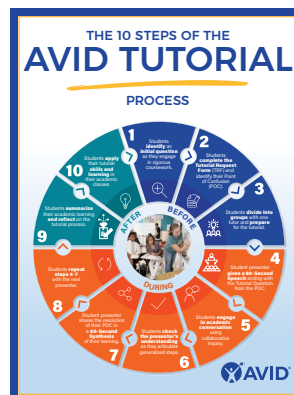 THE 10 STEPS OF THE
AVID TUTORIAL
PROCESS
1
Students
identify an
initial question
as they engage
in rigorous
coursework.
2
Students
complete the
Tutorial Request
Form (TRF) and
identify their Point
of Confusion
(POC).
3
Students divide into
groups with one
tutor and prepare
for the tutorial.
4
Student presenter
gives a 60-Second
Speech ending with
the Tutorial Question
from the POC.
5
Students
engage in
academic
conversation
using
collaborative
inquiry.
6
Students check
the presenter's
understanding
as they articulate
generalized steps.
7
Student presenter
shares the resolution
of their POC in
a 60-Second
Synthesis
of their learning.
8
Students repeat
steps 4-7
with the next
presenter.
9
Students summarize
their academic learning
and reflect on the
tutorial process.
10
Students apply
their tutorial
skills and
learning in
their academic
classes.
BEFORE
DURING
AFTER
AVID